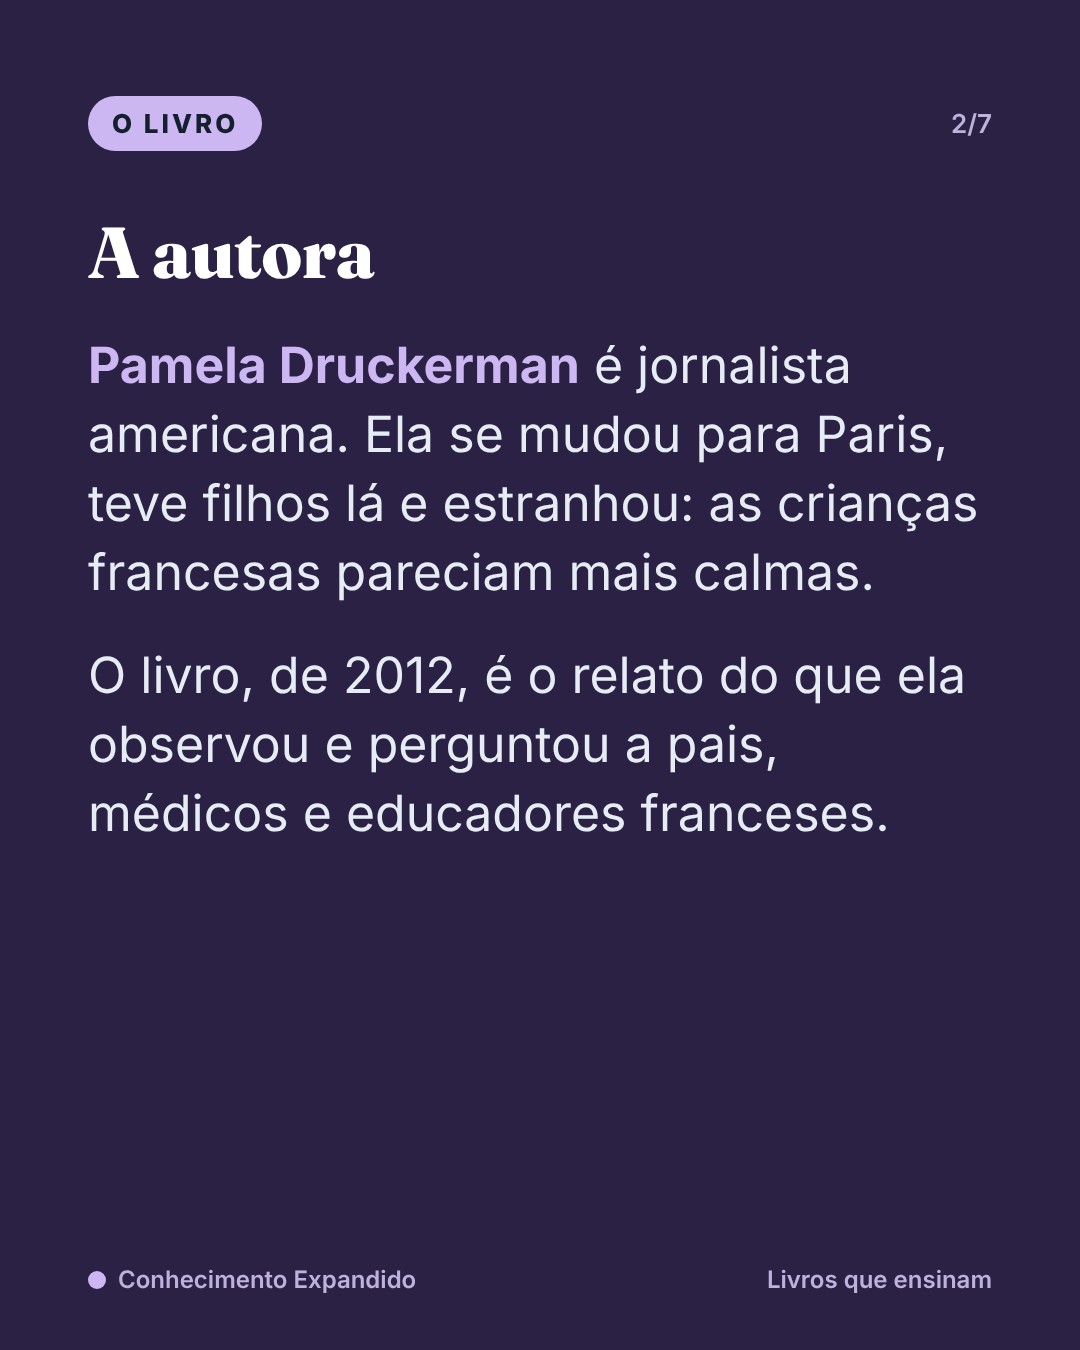 O LIVRO
2/7
A autora
Pamela Druckerman é jornalista
americana. Ela se mudou para Paris,
teve filhos lá e estranhou: as crianças
francesas pareciam mais calmas.
O livro, de 2012, é o relato do que ela
observou e perguntou a pais,
médicos e educadores franceses.
Conhecimento Expandido
Livros que ensinam